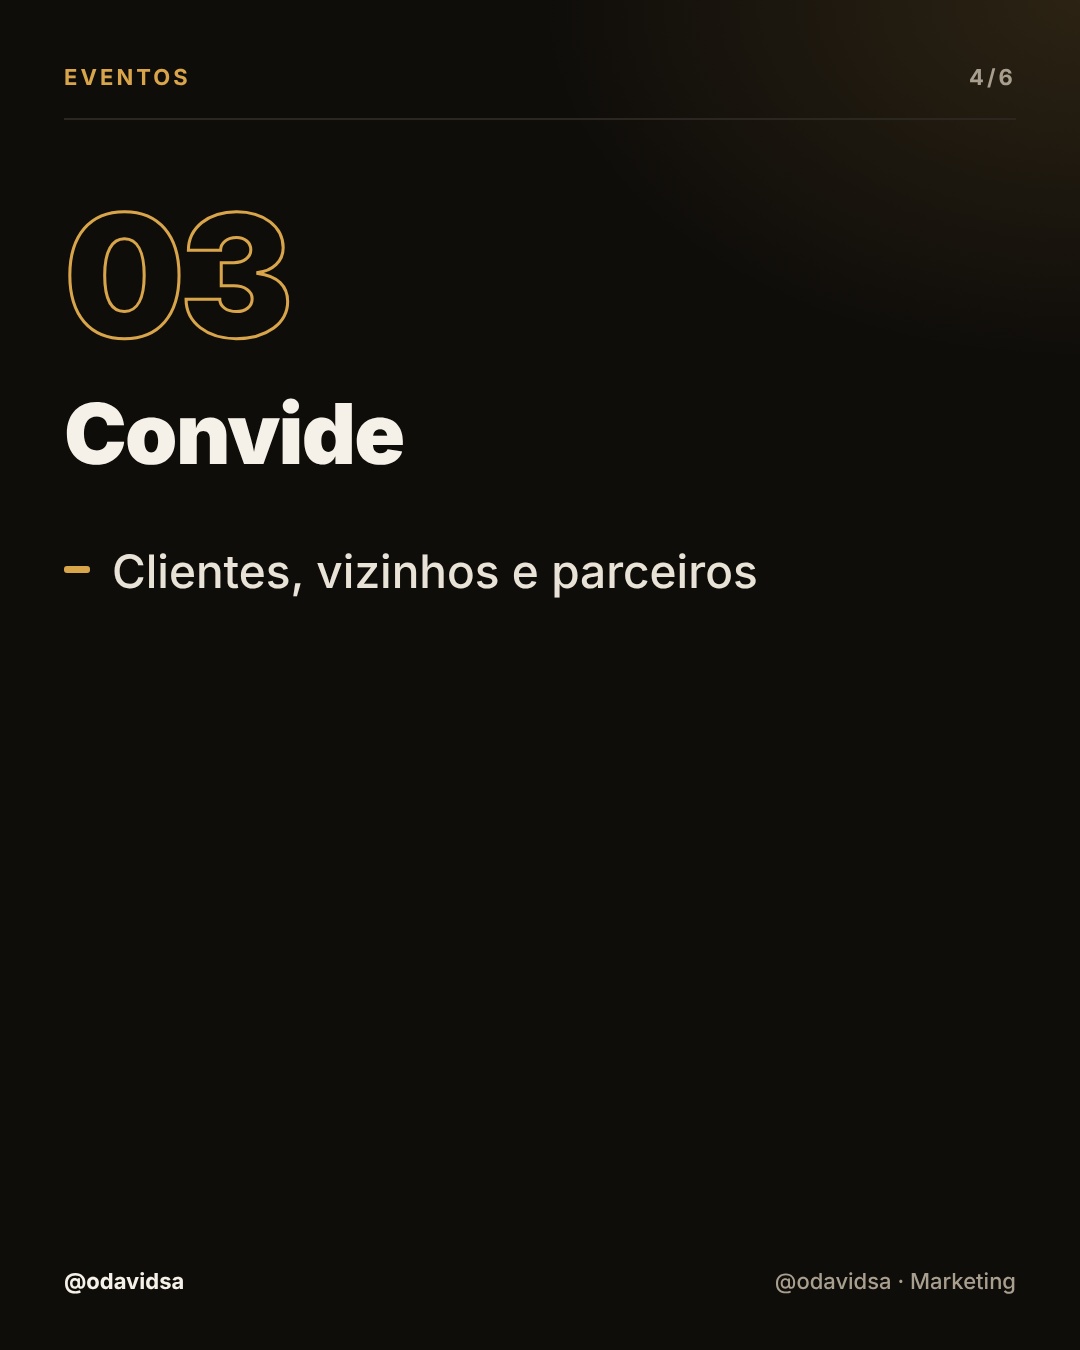 EVENTOS
4/6
03
Convide
Clientes, vizinhos e parceiros
@odavidsa
@odavidsa · Marketing